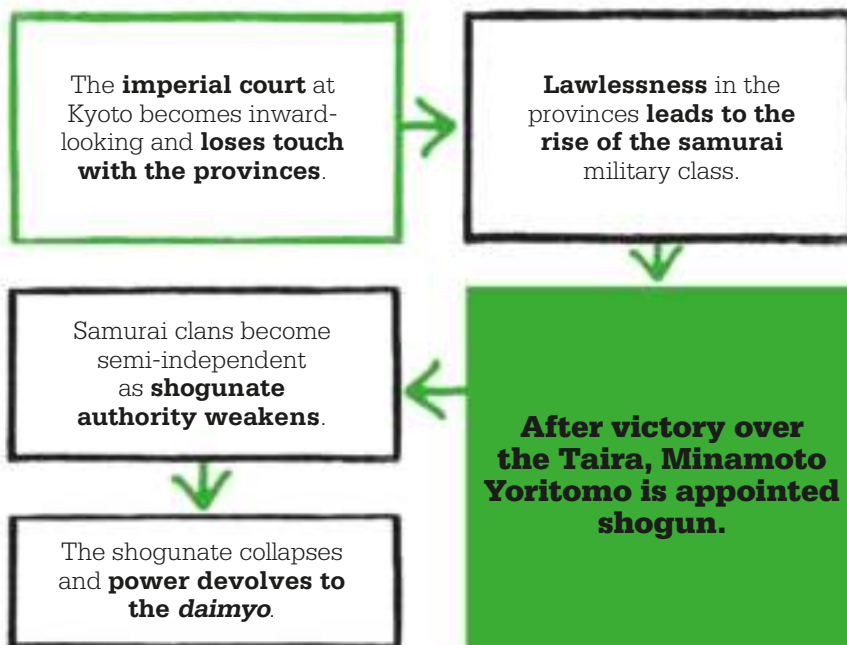 The imperial court at
Kyoto becomes inward-
looking and loses touch
with the provinces.
Lawlessness in the
provinces leads to the
rise of the samurai
military class.
After victory over
the Taira, Minamoto
Yoritomo is appointed
shogun.
Samurai clans become
semi-independent
as shogunate
authority weakens.
The shogunate collapses
and power devolves to
the daimyo.